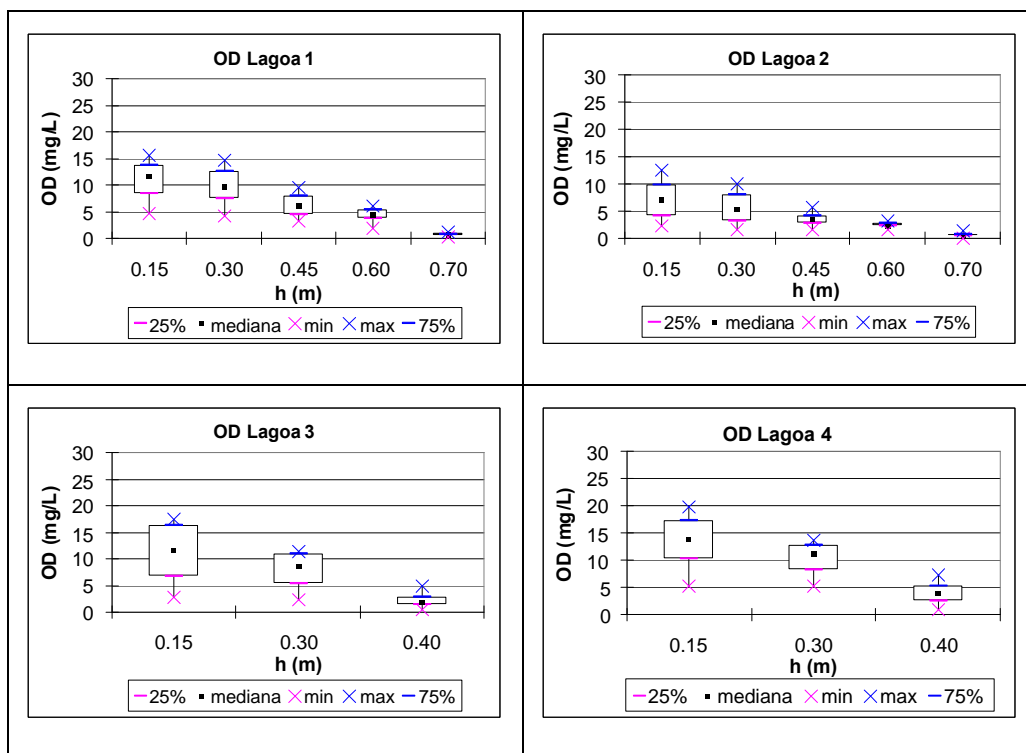 OD Lagoa 1
30
25
20
15
10
5
0
OD (mg/L)
0.15 0.30 0.45 0.60 0.70
h (m)
25% mediana min max 75%
OD Lagoa 2
30
25
20
15
10
5
0
OD (mg/L)
0.15 0.30 0.45 0.60 0.70
h (m)
25% mediana min max 75%
OD Lagoa 3
30
25
20
15
10
5
0
OD (mg/L)
0.15 0.30 0.40
h (m)
25% mediana min max 75%
OD Lagoa 4
30
25
20
15
10
5
0
OD (mg/L)
0.15 0.30 0.40
h (m)
25% mediana min max 75%